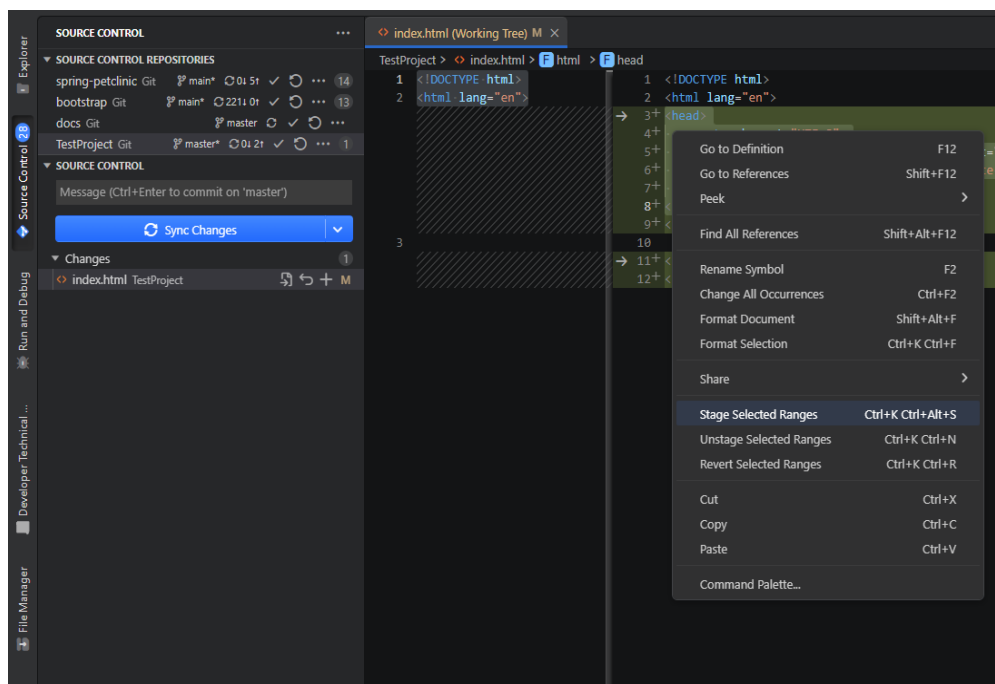 Explorer
Source Control 28
Run and Debug
Developer Technical ...
File Manager
SOURCE CONTROL ...
SOURCE CONTROL REPOSITORIES
spring-petclinic Git main* 0↓ 5↑ ... 14
bootstrap Git main* 221↓ 0↑ ... 13
docs Git master ...
TestProject Git master* 0↓ 2↑ ... 1
SOURCE CONTROL
Message (Ctrl+Enter to commit on 'master')
Sync Changes
Changes 1
index.html TestProject M
index.html (Working Tree) M
TestProject > index.html > html > head
1 <!DOCTYPE html>
2 <html lang="en">
3
1 <!DOCTYPE html>
2 <html lang="en">
3+ <head>
4+
5+
6+
7+
8+ <
9+ <
10
11+ <
12+ <
Go to Definition F12
Go to References Shift+F12
Peek
Find All References Shift+Alt+F12
Rename Symbol F2
Change All Occurrences Ctrl+F2
Format Document Shift+Alt+F
Format Selection Ctrl+K Ctrl+F
Share
Stage Selected Ranges Ctrl+K Ctrl+Alt+S
Unstage Selected Ranges Ctrl+K Ctrl+N
Revert Selected Ranges Ctrl+K Ctrl+R
Cut Ctrl+X
Copy Ctrl+C
Paste Ctrl+V
Command Palette...